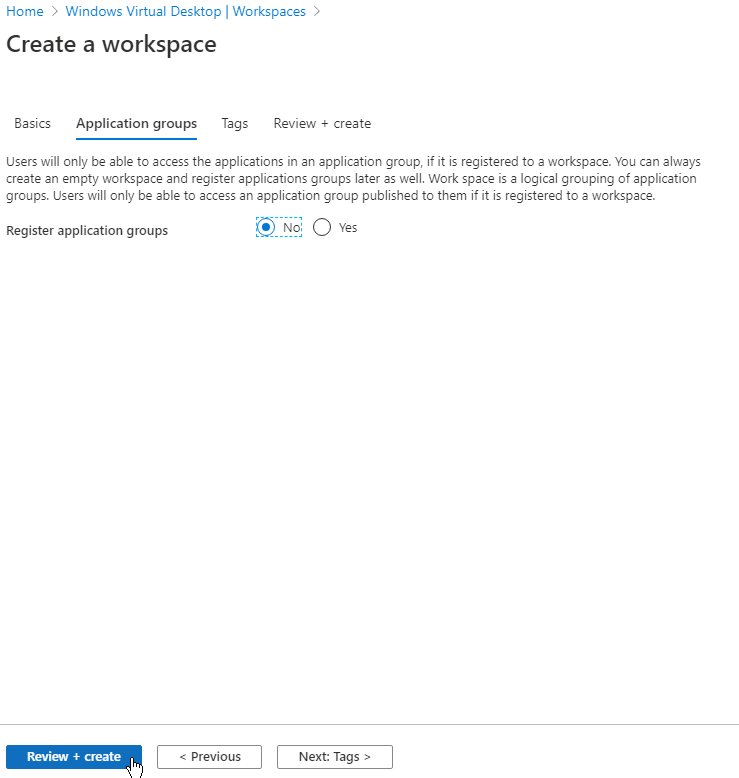 Home > Windows Virtual Desktop | Workspaces >
Create a workspace
Basics Application groups Tags Review + create
Users will only be able to access the applications in an application group, if it is registered to a workspace. You can always
create an empty workspace and register applications groups later as well. Work space is a logical grouping of application
groups. Users will only be able to access an application group published to them if it is registered to a workspace.
Register application groups No Yes
Review + create < Previous Next: Tags >